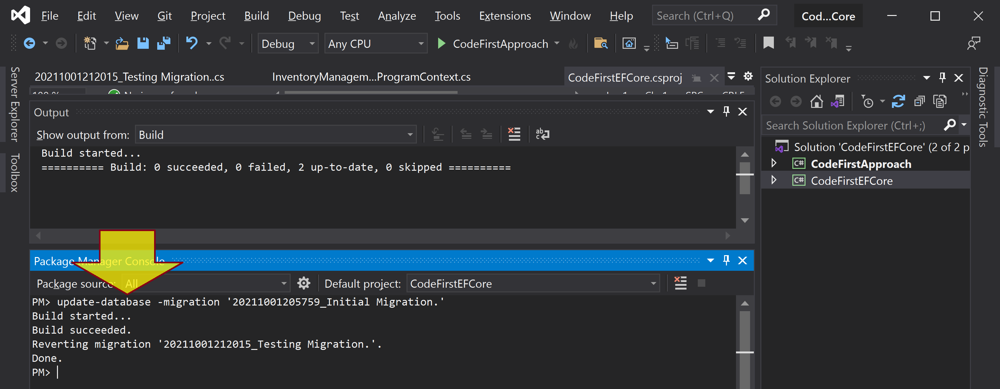 File Edit View Git Project Build Debug Test Analyze Tools Extensions Window Help Search (Ctrl+Q) Cod...Core
Debug Any CPU CodeFirstApproach
Server Explorer
Toolbox
20211001212015_Testing Migration..cs InventoryManagem...ProgramContext.cs CodeFirstEFCore.csproj
Output
Show output from: Build
Build started...
========== Build: 0 succeeded, 0 failed, 2 up-to-date, 0 skipped ==========
Package Manager Console
Package source: All Default project: CodeFirstEFCore
PM> update-database -migration '20211001205759_Initial Migration.'
Build started...
Build succeeded.
Reverting migration '20211001212015_Testing Migration.'.
Done.
PM>
Solution Explorer
Search Solution Explorer (Ctrl+;)
Solution 'CodeFirstEFCore' (2 of 2 p
C# CodeFirstApproach
C# CodeFirstEFCore
Diagnostic Tools